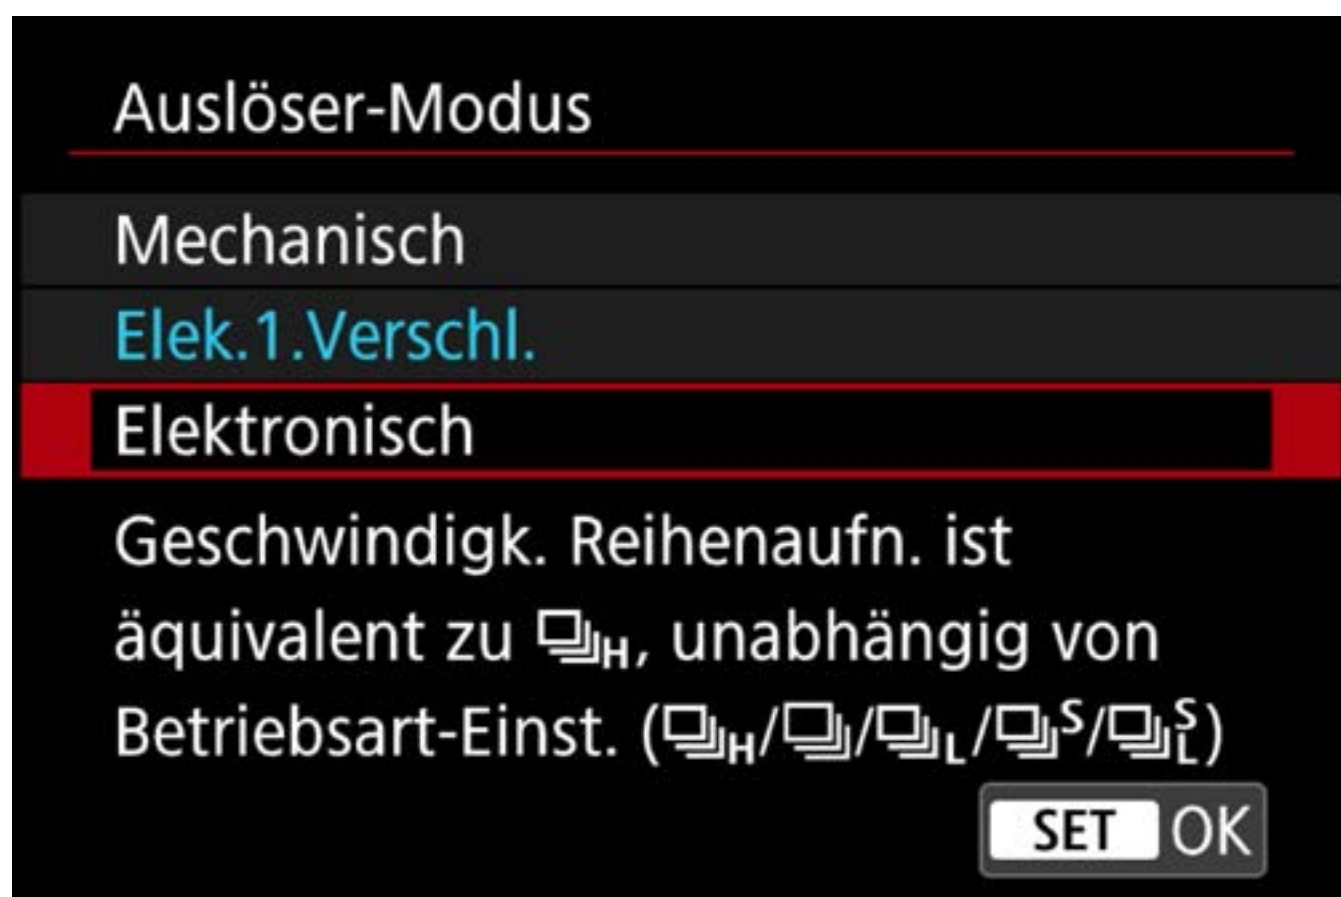 Auslöser-Modus
Mechanisch
Elek.1.Verschl.
Elektronisch
Geschwindigk. Reihenaufn. ist
äquivalent zu H, unabhängig von
Betriebsart-Einst. (H/ / L/ S/ SL)
SET OK